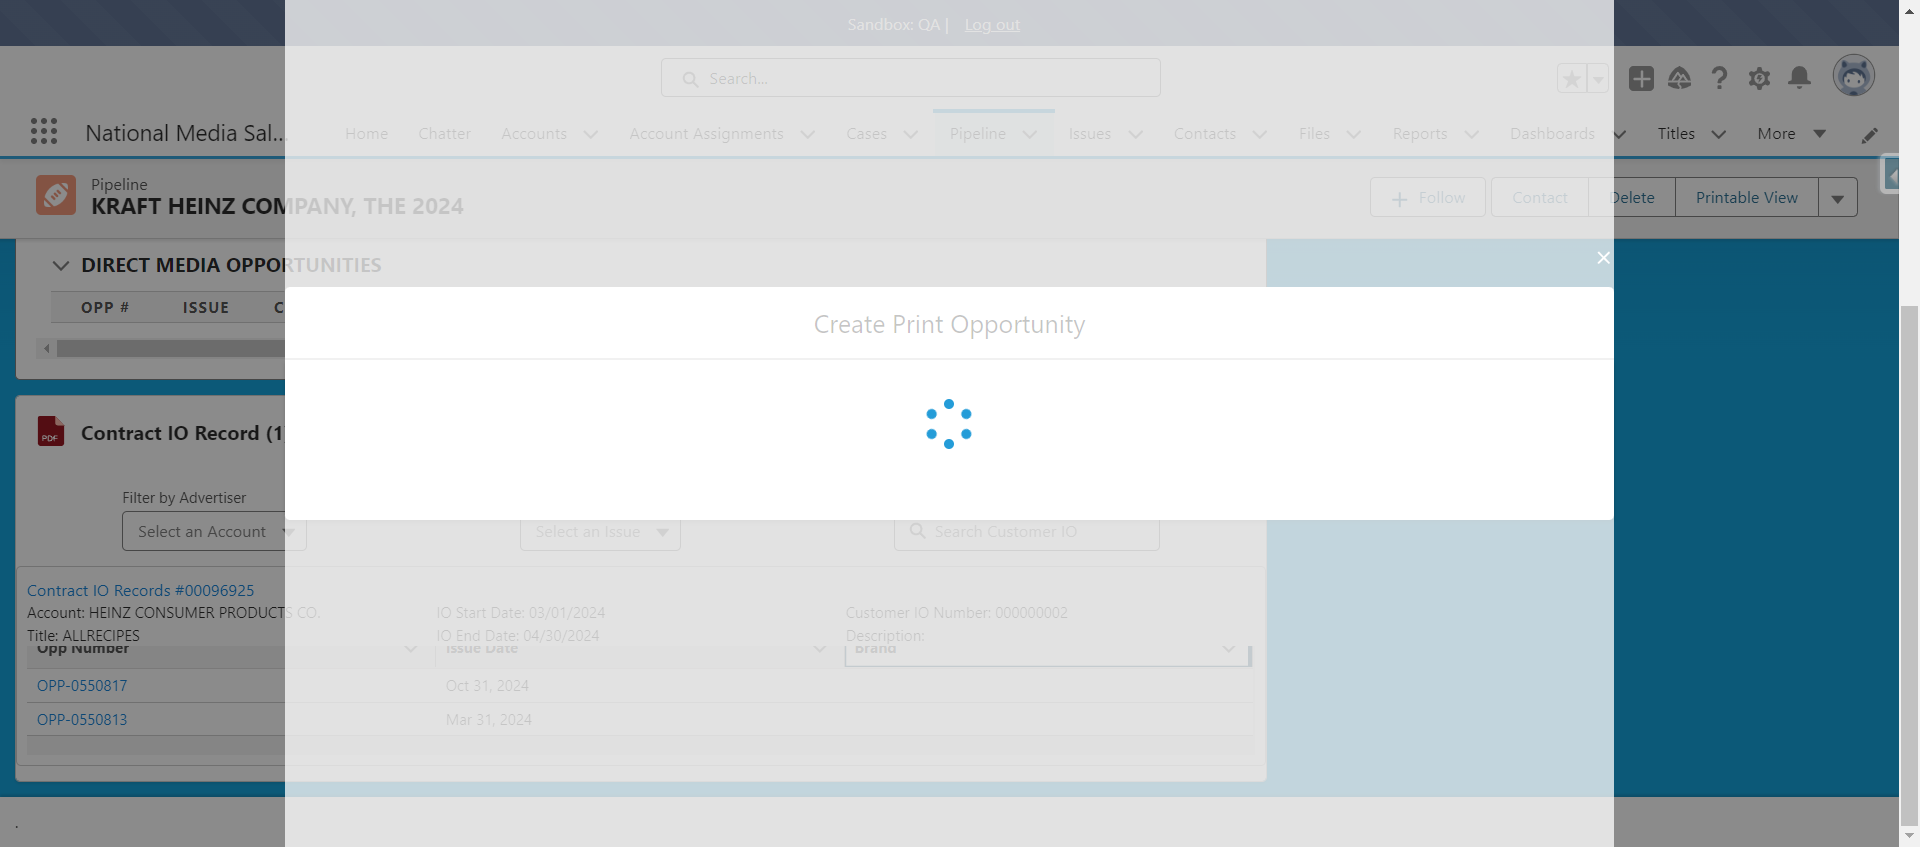 Sandbox: QA | Log out
Search...
National Media Sal... Home Chatter Accounts Account Assignments Cases Pipeline Issues Contacts Files Reports Dashboards Titles More
Pipeline
KRAFT HEINZ COMPANY, THE 2024
Follow Contact Delete Printable View
DIRECT MEDIA OPPORTUNITIES
OPP # ISSUE C
Create Print Opportunity
PDF Contract IO Record (1
Filter by Advertiser
Select an Account Select an Issue Search Customer IO
Contract IO Records #00096925
Account: HEINZ CONSUMER PRODUCTS CO. IO Start Date: 03/01/2024 Customer IO Number: 000000002
Title: ALLRECIPES IO End Date: 04/30/2024 Description:
Opp Number Issue Date Brand
OPP-0550817 Oct 31, 2024
OPP-0550813 Mar 31, 2024
.